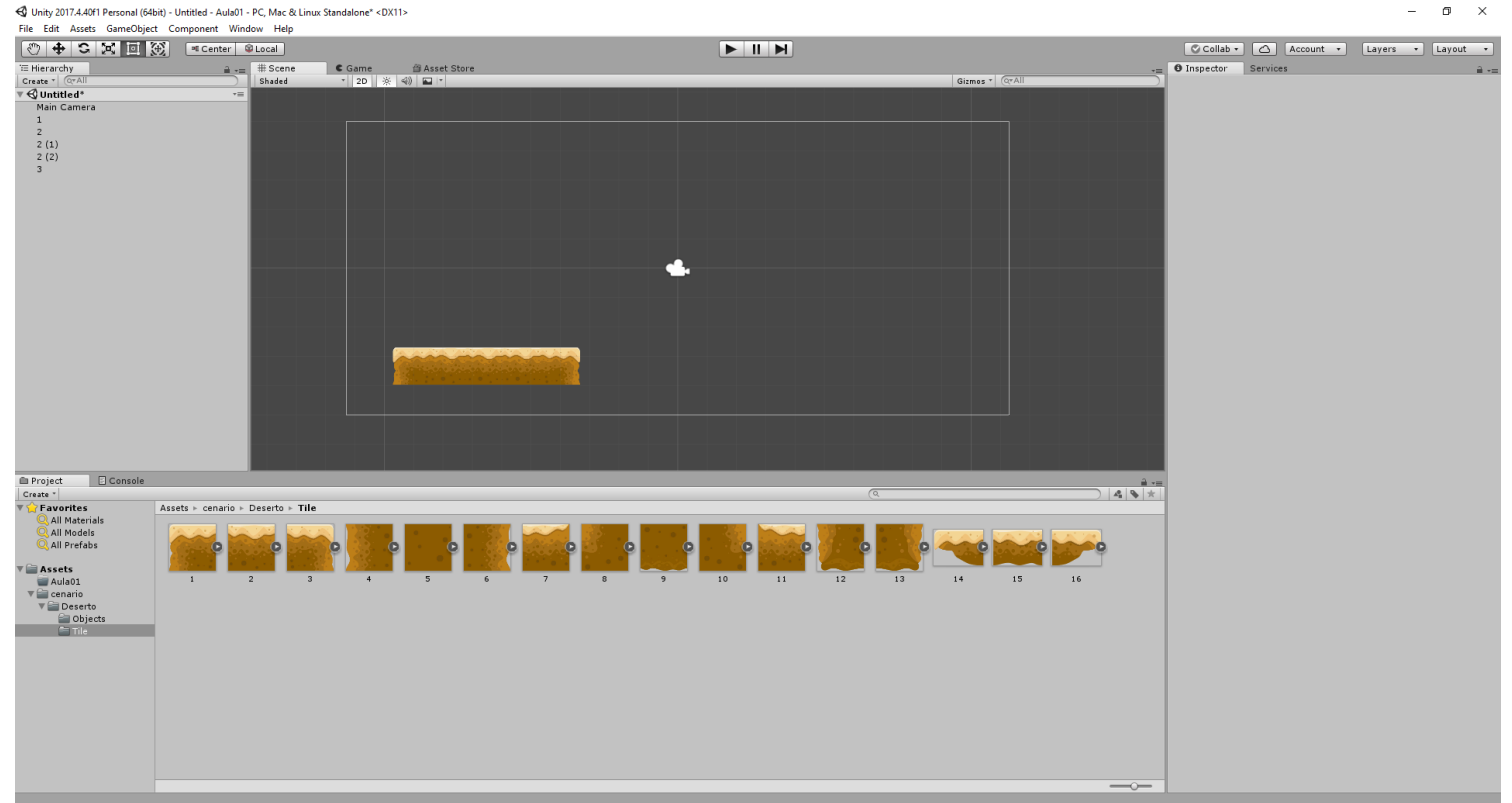 Unity 2017.4.40f1 Personal (64bit) - Untitled - Aula01 - PC, Mac & Linux Standalone* <DX11>
File Edit Assets GameObject Component Window Help
Center Local Collab Account Layers Layout
Hierarchy
Create All
Untitled*
Main Camera
1
2
2 (1)
2 (2)
3
Scene Game Asset Store
Shaded 2D Gizmos All
Inspector Services
Project Console
Create
Favorites
All Materials
All Models
All Prefabs
Assets
Aula01
cenario
Deserto
Objects
Tile
Assets ▸ cenario ▸ Deserto ▸ Tile
1 2 3 4 5 6 7 8 9 10 11 12 13 14 15 16